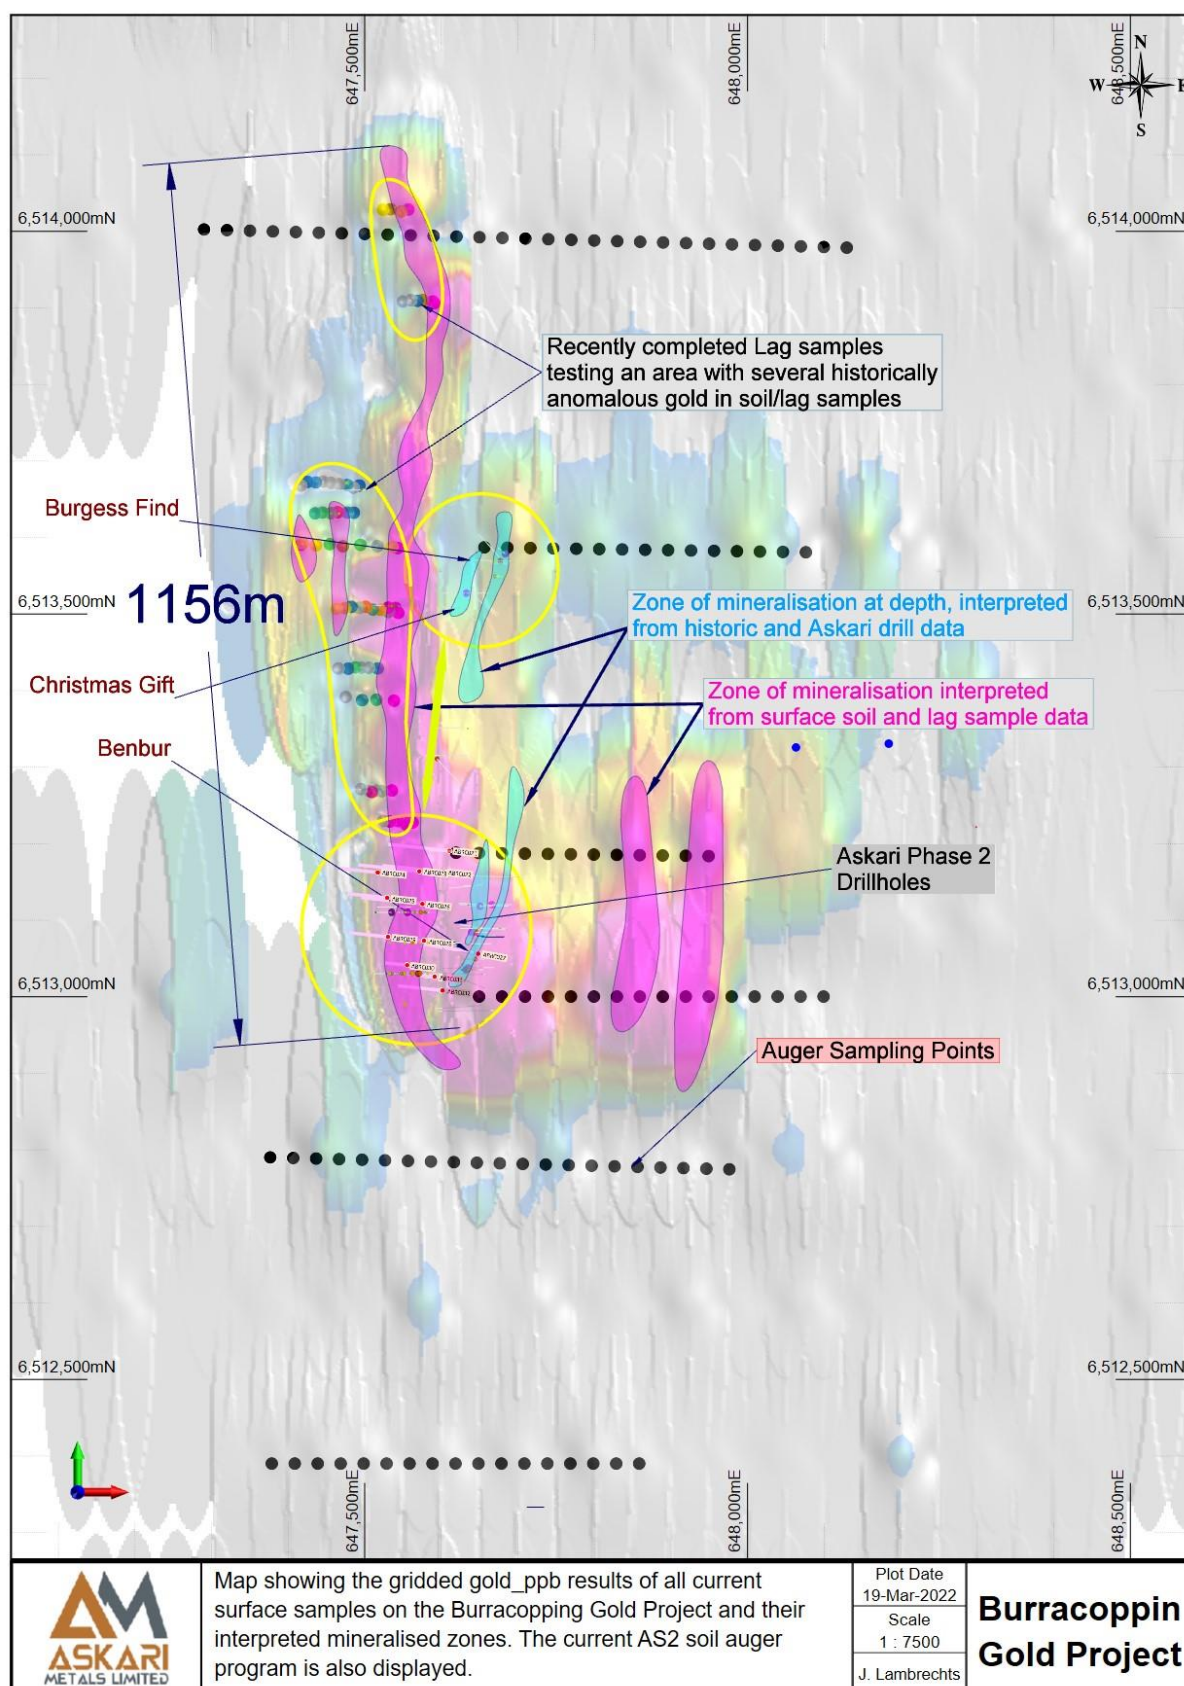 647,500mE
648,000mE
648,500mE
N
W
E
S
6,514,000mN
6,514,000mN
Recently completed Lag samples
testing an area with several historically
anomalous gold in soil/lag samples
Burgess Find
1156m
6,513,500mN
6,513,500mN
Zone of mineralisation at depth, interpreted
from historic and Askari drill data
Christmas Gift
Zone of mineralisation interpreted
from surface soil and lag sample data
Benbur
Askari Phase 2
Drillholes
6,513,000mN
6,513,000mN
Auger Sampling Points
6,512,500mN
6,512,500mN
647,500mE
648,000mE
648,500mE
AM
ASKARI
METALS LIMITED
Map showing the gridded gold_ppb results of all current
surface samples on the Burracopping Gold Project and their
interpreted mineralised zones. The current AS2 soil auger
program is also displayed.
Plot Date
19-Mar-2022
Scale
1 : 7500
J. Lambrechts
Burracoppin
Gold Project